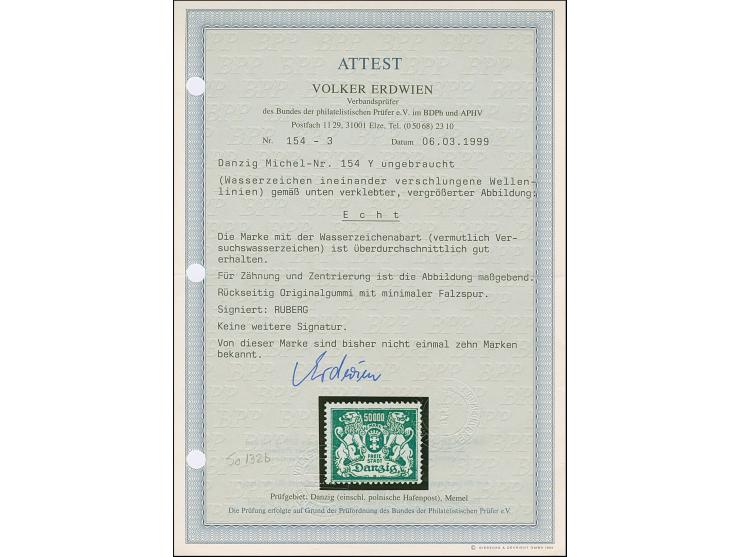 ATTEST
VOLKER ERDWIEN
Verbandsprüfer
des Bundes der philatelistischen Prüfer e.V. im BDPh und APHV
Postfach 11 29, 31001 Elze. Tel. (0 50 68) 23 10
Nr. 154 - 3 Datum 06.03.1999
Danzig Michel-Nr. 154 Y ungebraucht
(Wasserzeichen ineinander verschlungene Wellen-
linien) gemäß unten verklebter, vergrößerter Abbildung:
E c h t
Die Marke mit der Wasserzeichenabart (vermutlich Ver-
suchswasserzeichen) ist überdurchschnittlich gut
erhalten.
Für Zähnung und Zentrierung ist die Abbildung maßgebend.
Rückseitig Originalgummi mit minimaler Falzspur.
Signiert: RUBERG
Keine weitere Signatur.
Von dieser Marke sind bisher nicht einmal zehn Marken
bekannt.
Erdwien
50000
FREIE
STADT
Danzig
So 132b
Prüfgebiet: Danzig (einschl. polnische Hafenpost), Memel
Die Prüfung erfolgte auf Grund der Prüfordnung des Bundes der Philatelistischen Prüfer e.V.